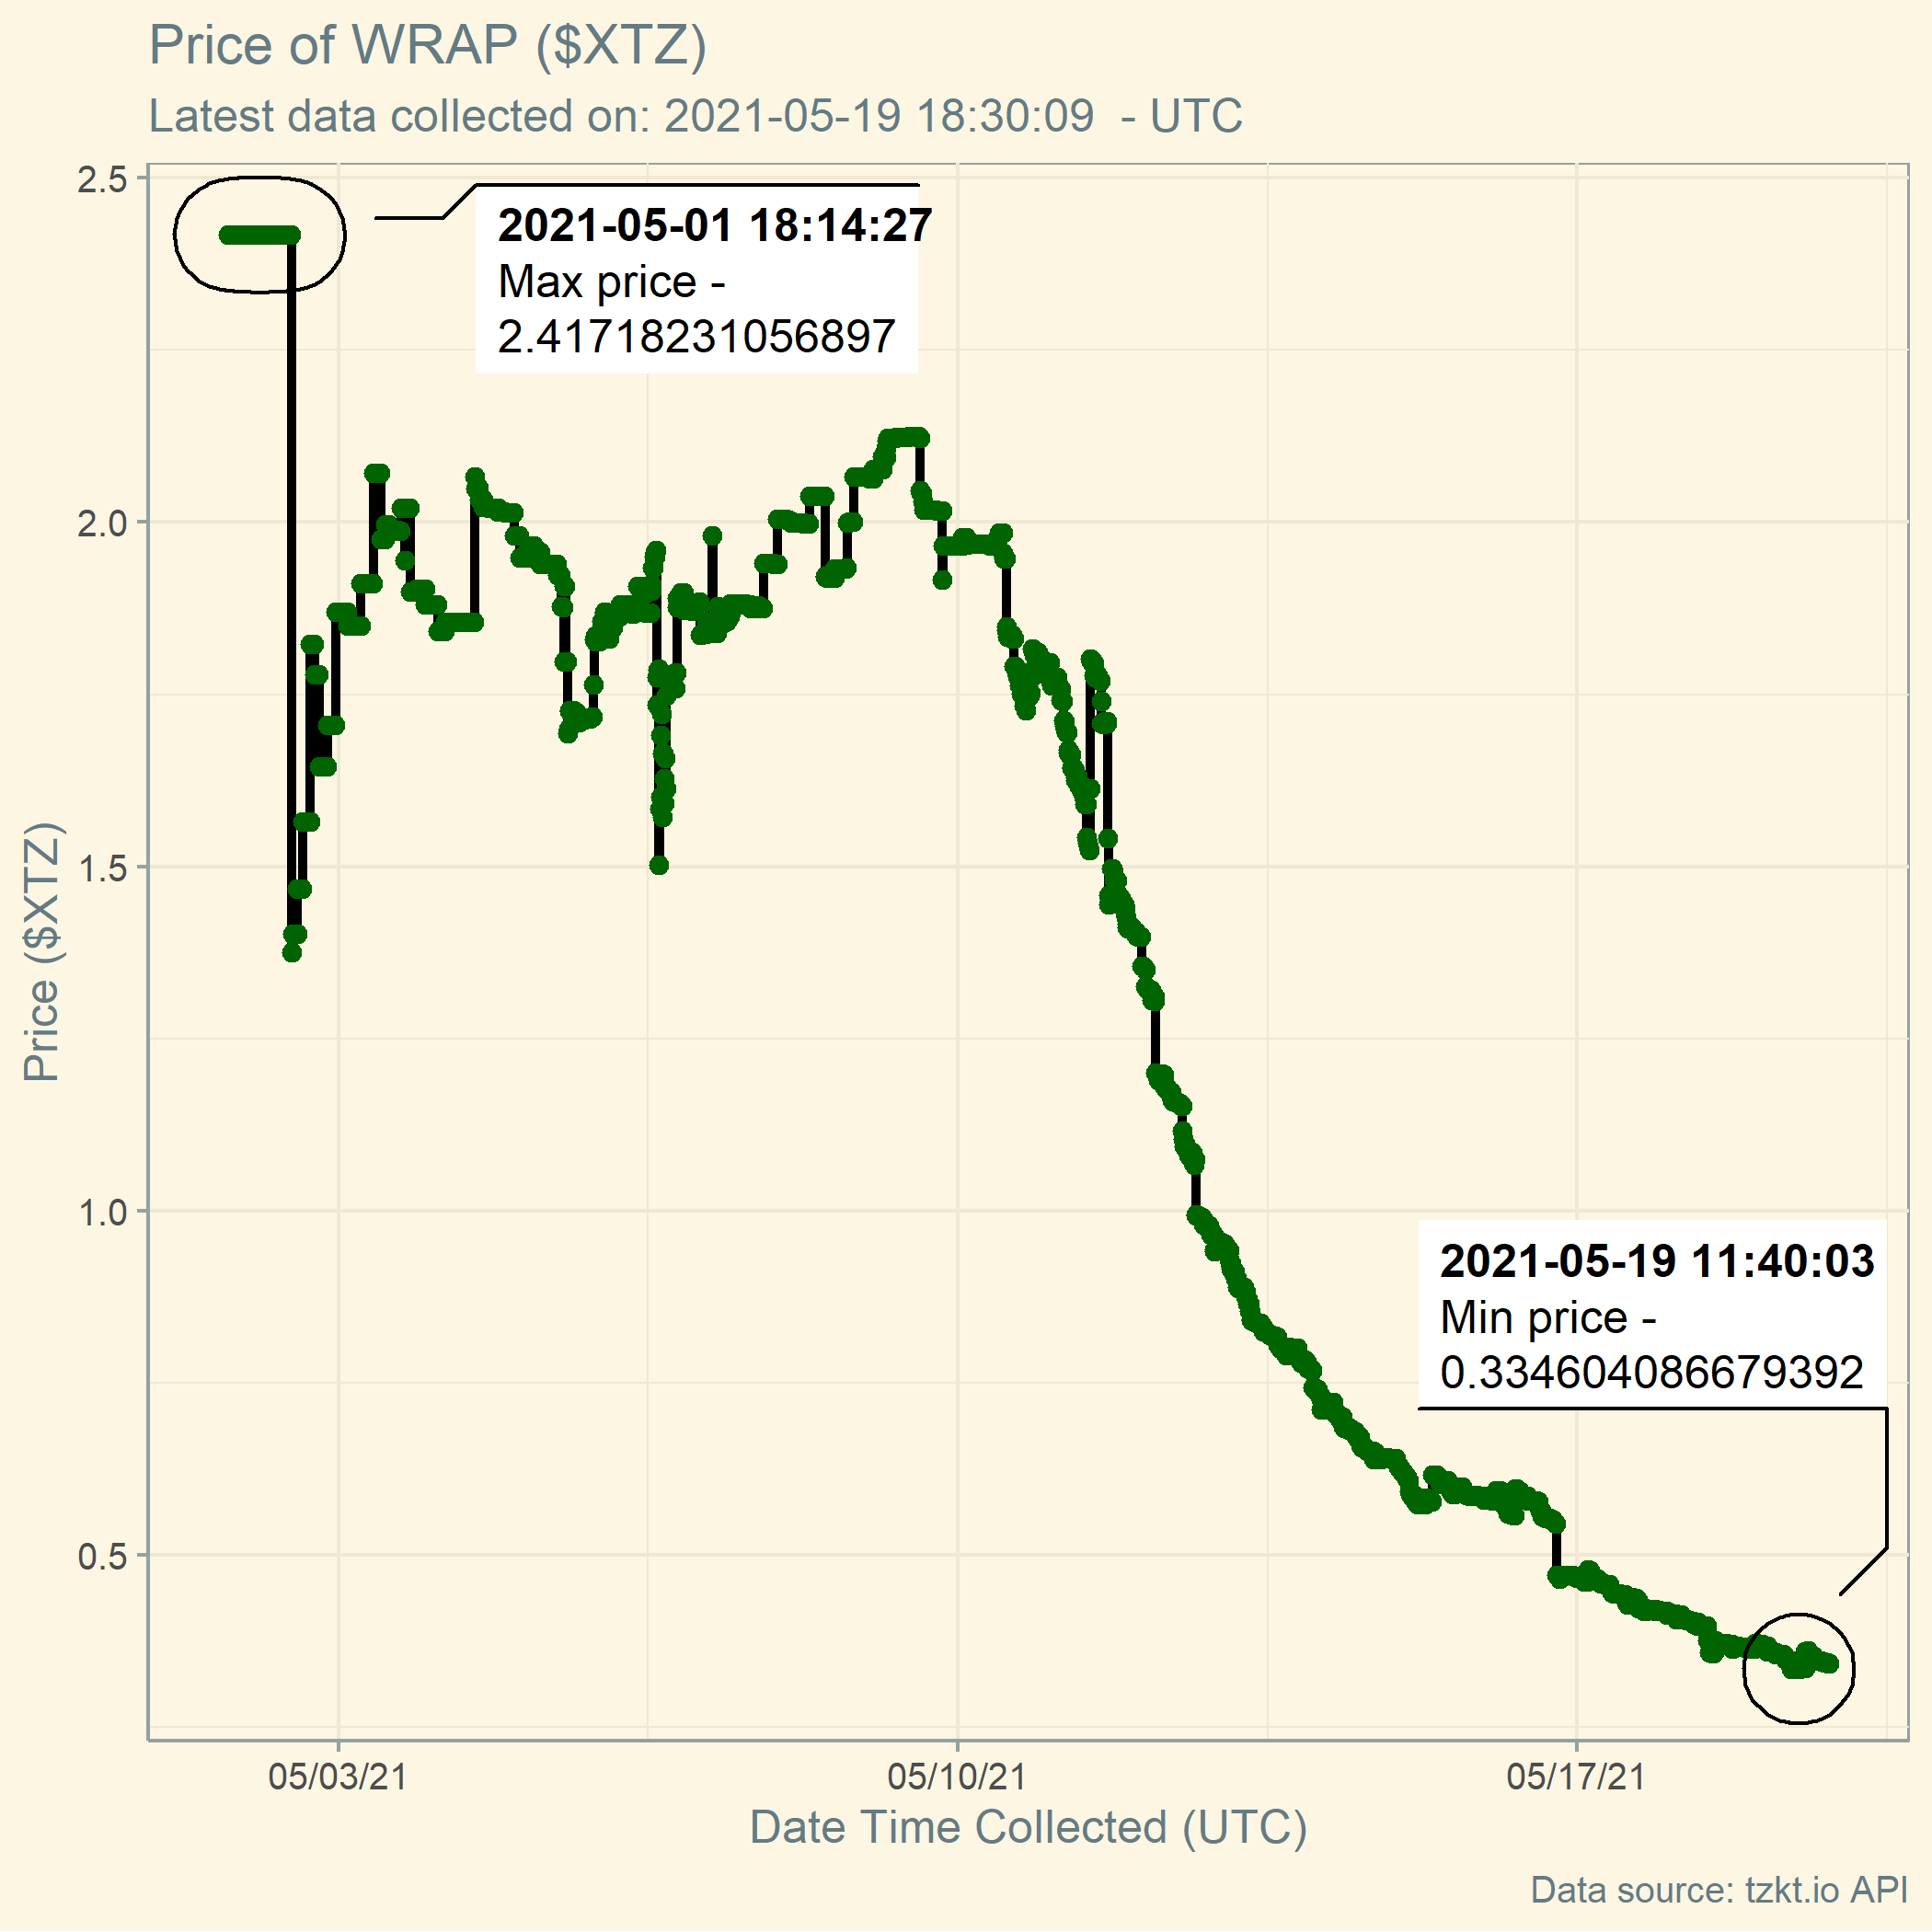 Price of WRAP ($XTZ)
Latest data collected on: 2021-05-19 18:30:09  - UTC
2.5
2021-05-01 18:14:27
Max price -
2.41718231056897
2.0
1.5
Price ($XTZ)
1.0
2021-05-19 11:40:03
Min price -
0.334604086679392
0.5
05/03/21
05/10/21
05/17/21
Date Time Collected (UTC)
Data source: tzkt.io API